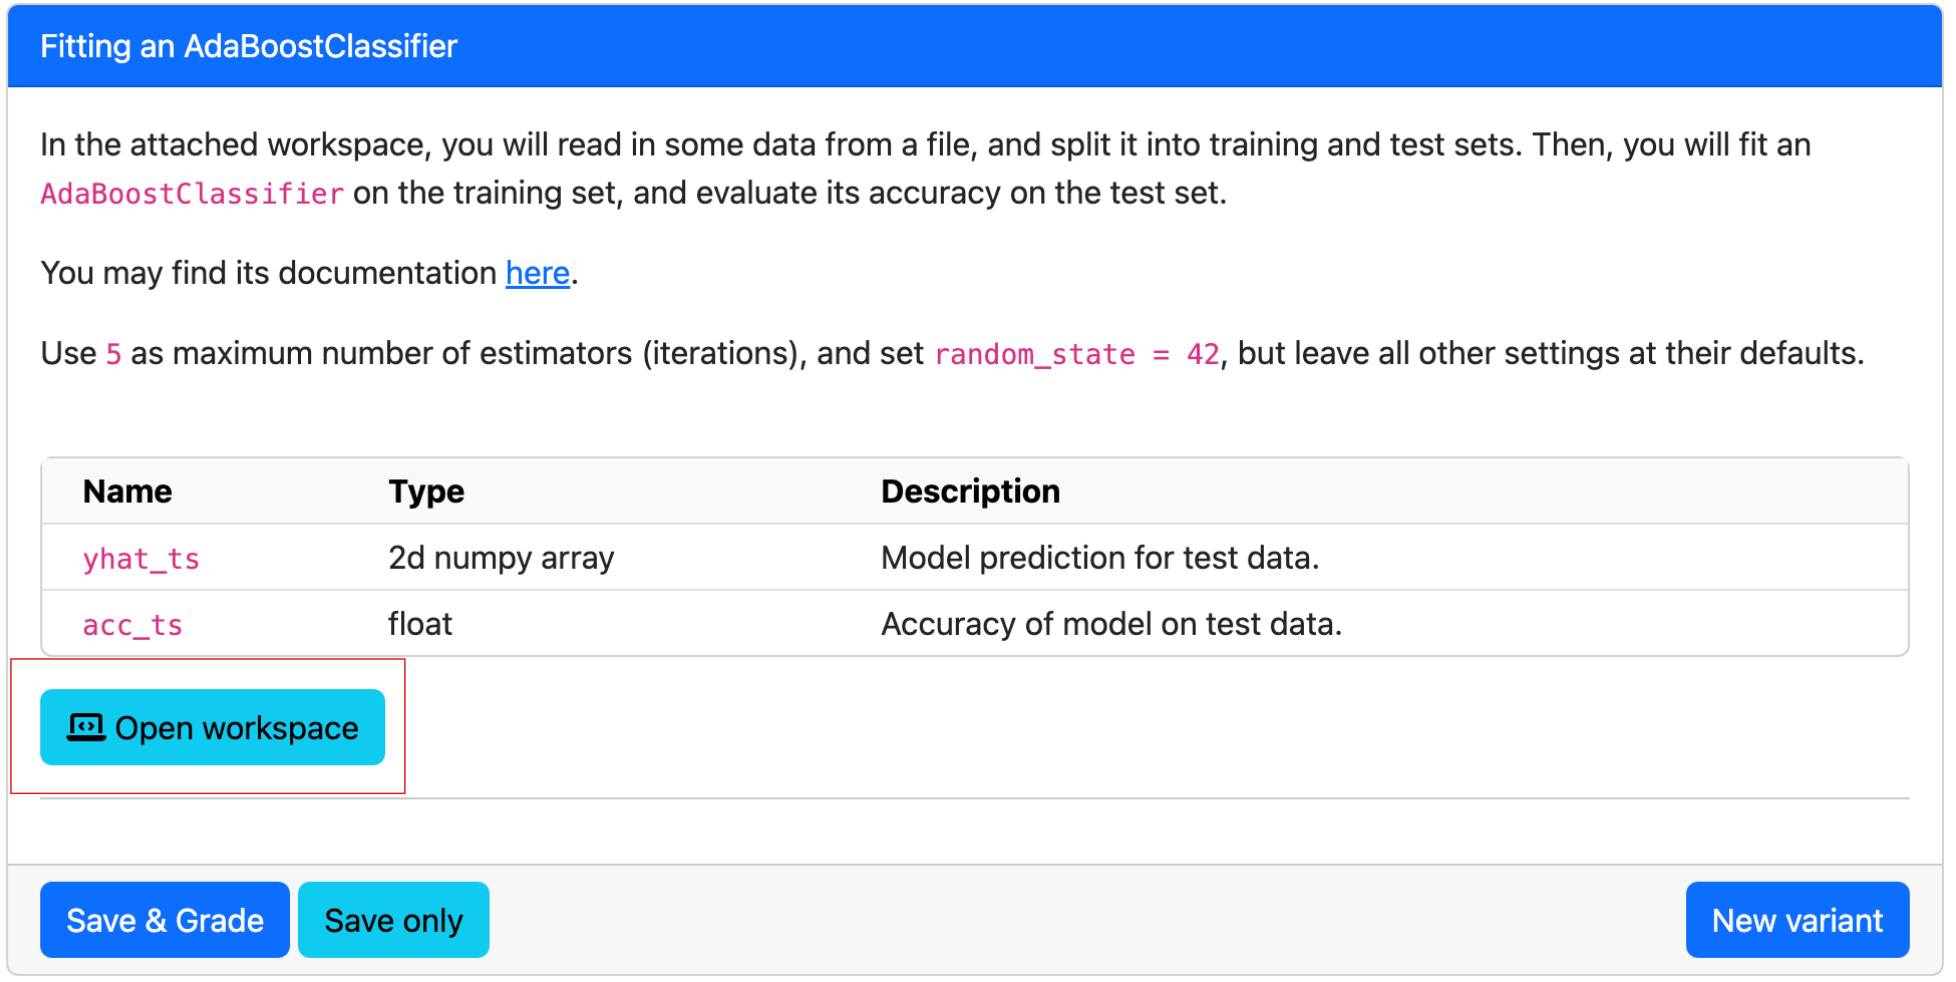 Fitting an AdaBoostClassifier
In the attached workspace, you will read in some data from a file, and split it into training and test sets. Then, you will fit an
AdaBoostClassifier on the training set, and evaluate its accuracy on the test set.
You may find its documentation here.
Use 5 as maximum number of estimators (iterations), and set random_state = 42, but leave all other settings at their defaults.
Name Type Description
yhat_ts 2d numpy array Model prediction for test data.
acc_ts float Accuracy of model on test data.
Open workspace
Save & Grade Save only New variant